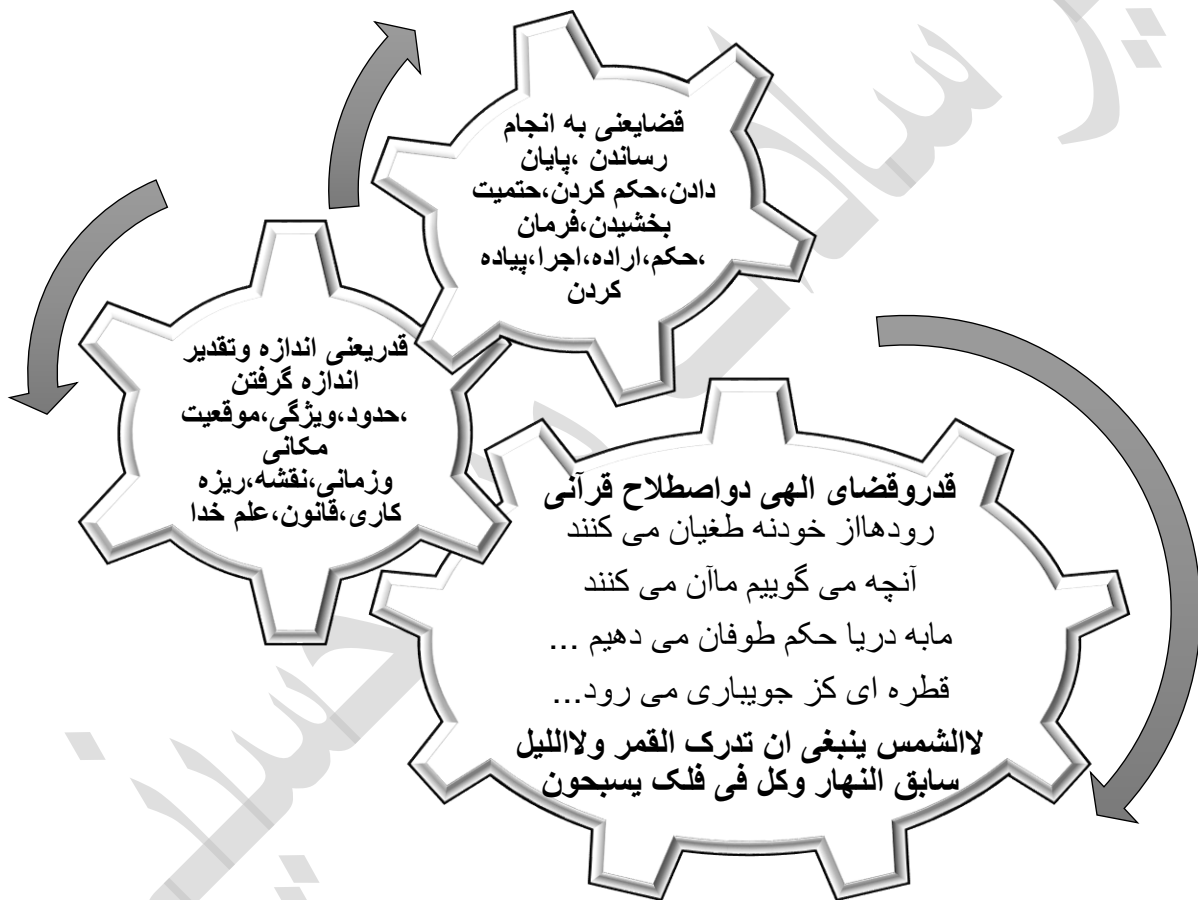 قضایعنی به انجام
رساندن ،پایان
دادن،حکم کردن،حتمیت
بخشیدن،فرمان
،حکم،اراده،اجرا،پیاده
کردن
قدریعنی اندازه وتقدیر
اندازه گرفتن
،حدود،ویژگی،موقعیت
مکانی
وزمانی،نقشه،ریزه
کاری،قانون،علم خدا
قدروقضای الهی دواصطلاح قرآنی
رودهااز خودنه طغیان می کنند
آنچه می گوییم ماآن می کنند
مابه دریا حکم طوفان می دهیم ...
قطره ای کز جویباری می رود...
لاالشمس ینبغی ان تدرک القمر ولااللیل
سابق النهار وکل فی فلک یسبحون